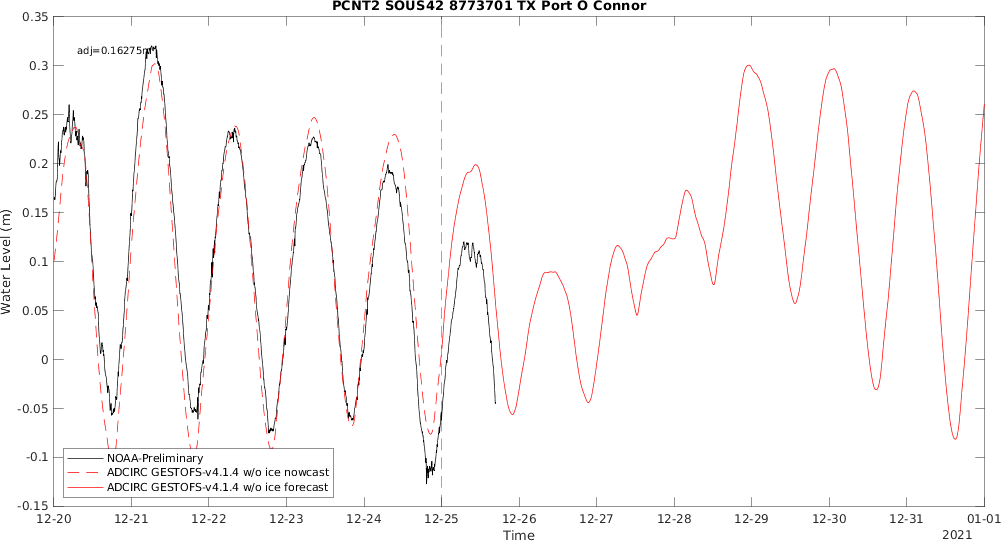 PCNT2 SOUS42 8773701 TX Port O Connor
adj=0.16275m
Water Level (m)
0.35
0.3
0.25
0.2
0.15
0.1
0.05
0
-0.05
-0.1
-0.15
NOAA-Preliminary
ADCIRC GESTOFS-v4.1.4 w/o ice nowcast
ADCIRC GESTOFS-v4.1.4 w/o ice forecast
12-20 12-21 12-22 12-23 12-24 12-25 12-26 12-27 12-28 12-29 12-30 12-31 01-01
Time
2021